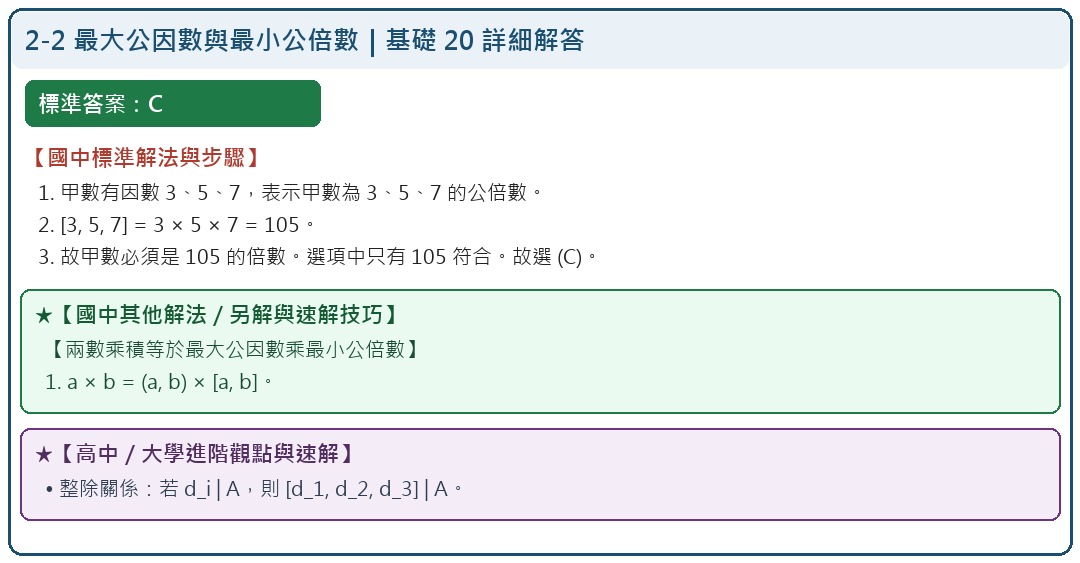 2-2 最大公因數與最小公倍數 | 基礎 20 詳細解答
標準答案：C
【國中標準解法與步驟】
1. 甲數有因數 3、5、7，表示甲數為 3、5、7 的公倍數。
2. [3, 5, 7] = 3 × 5 × 7 = 105。
3. 故甲數必須是 105 的倍數。選項中只有 105 符合。故選 (C)。
★【國中其他解法 / 另解與速解技巧】
【兩數乘積等於最大公因數乘最小公倍數】
1. a × b = (a, b) × [a, b]。
★【高中 / 大學進階觀點與速解】
• 整除關係：若 d_i | A，則 [d_1, d_2, d_3] | A。